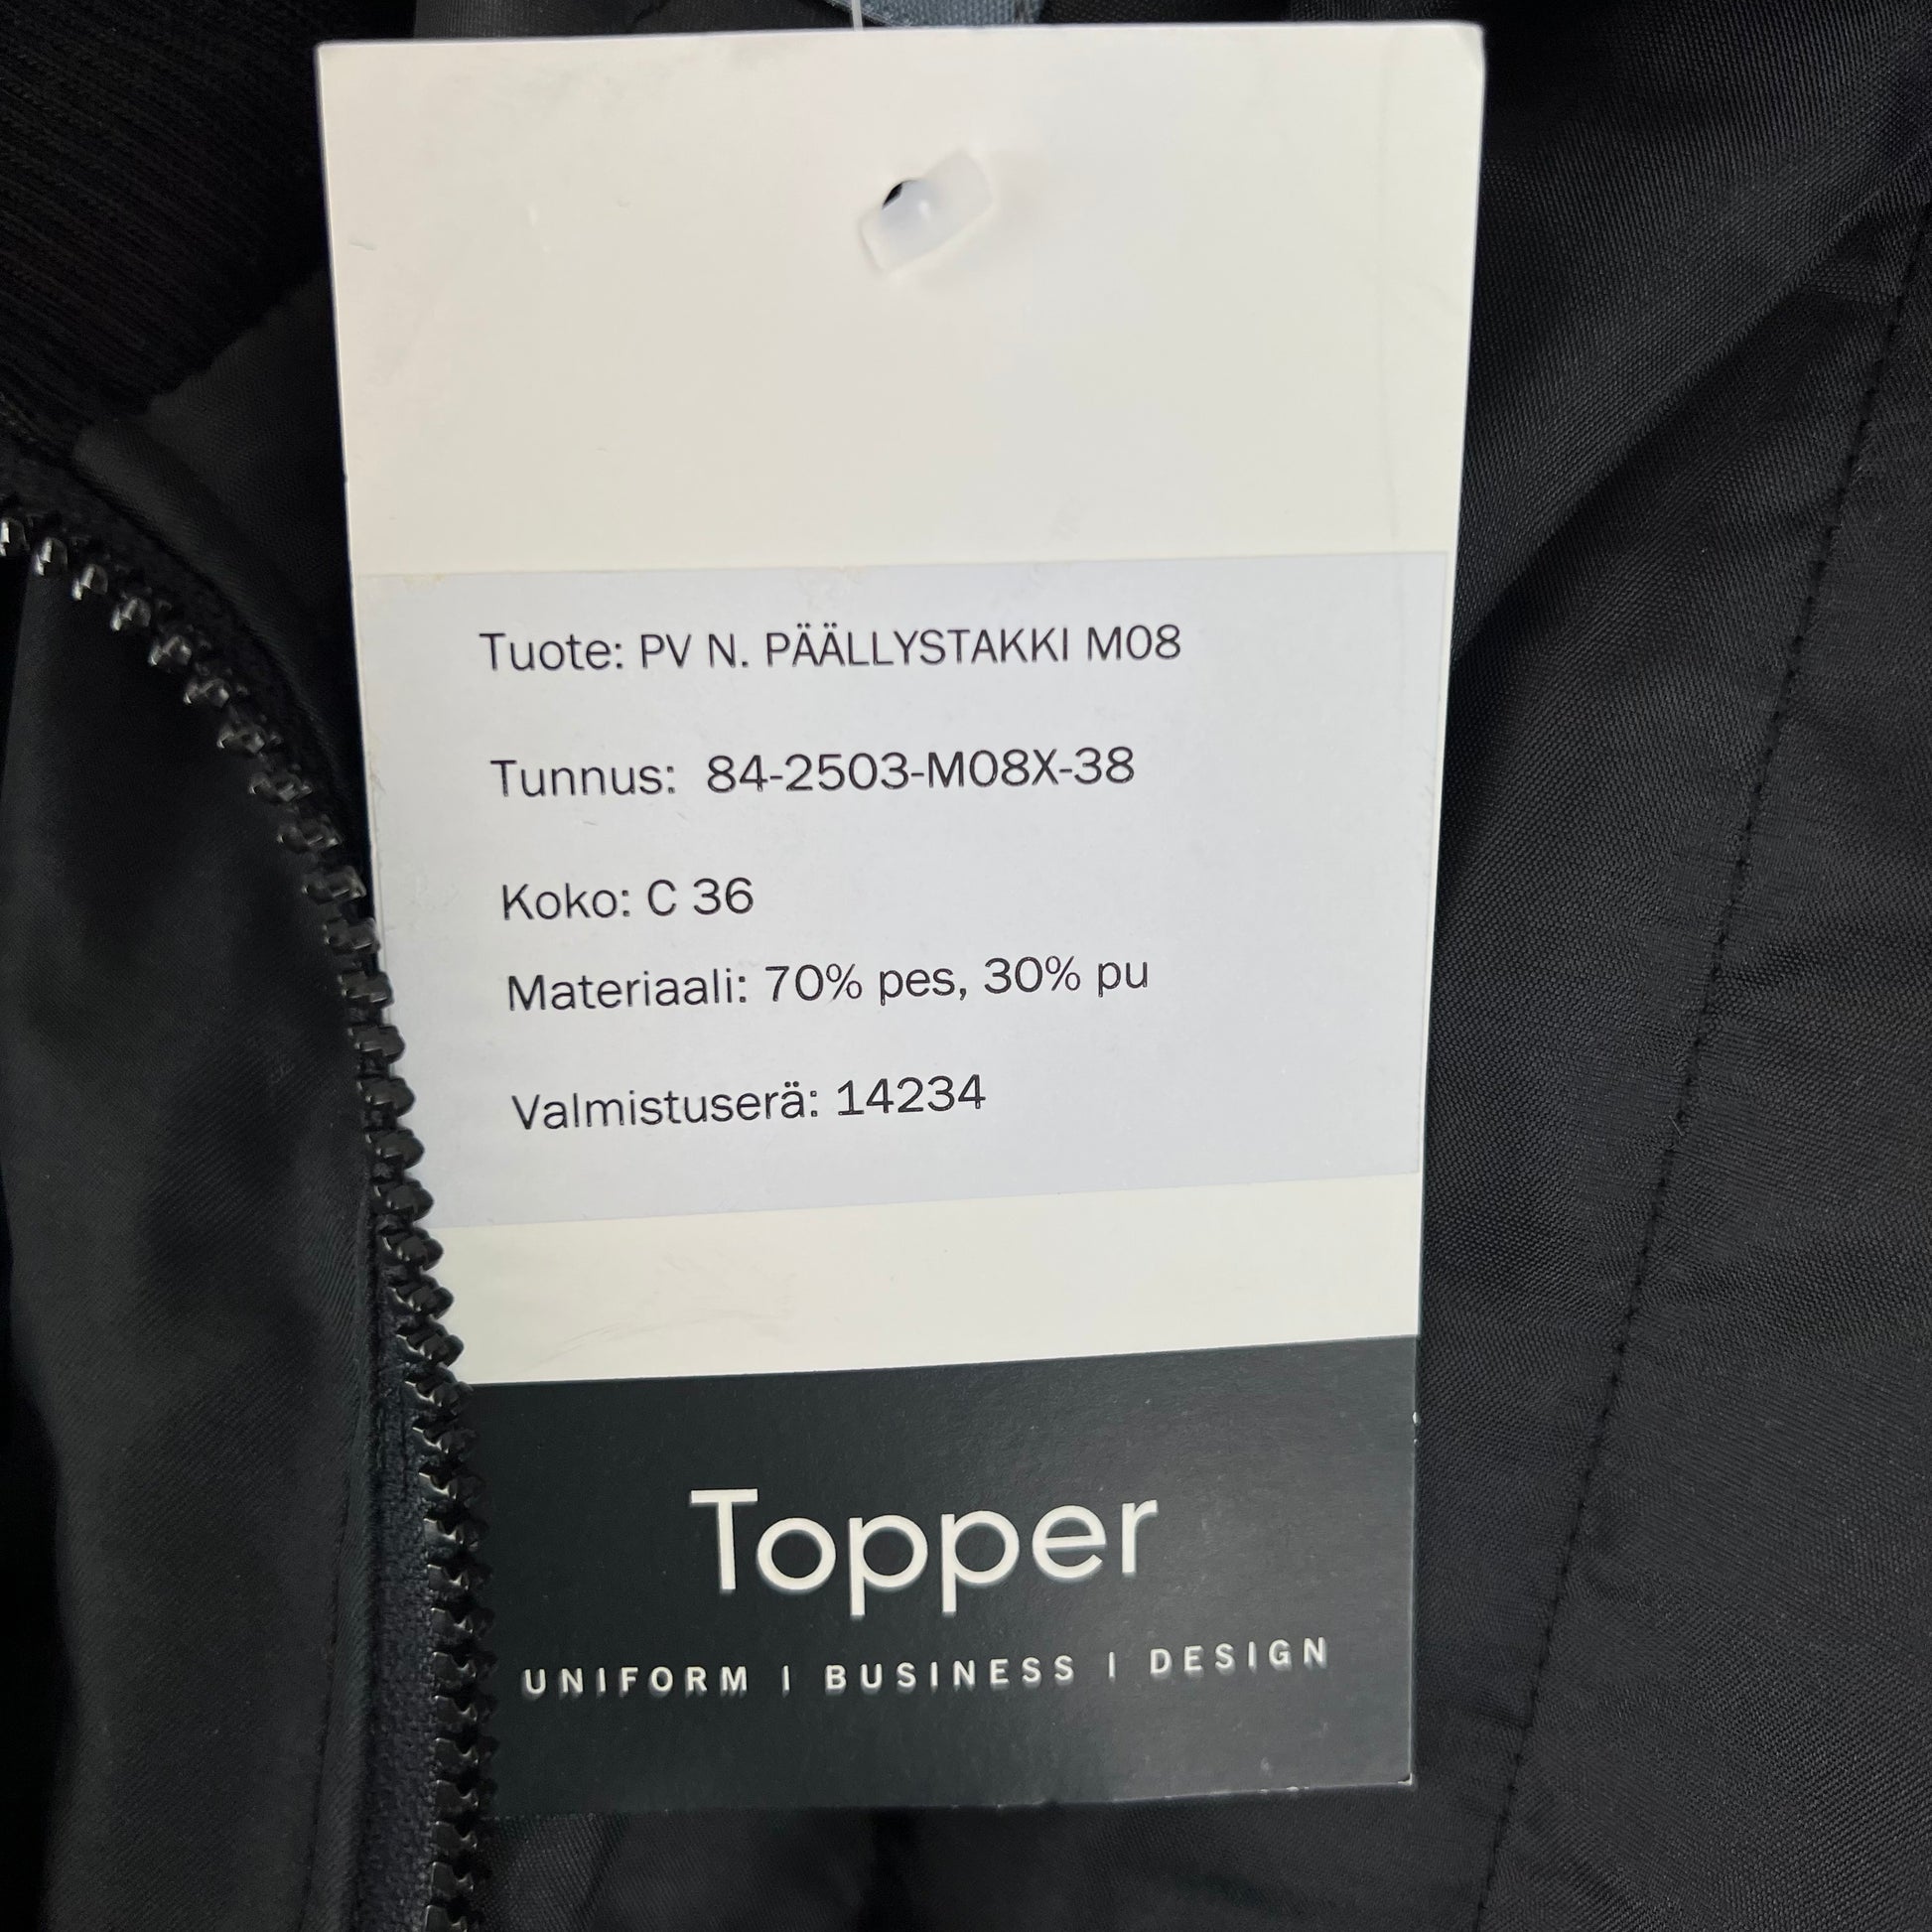 Tuote: PV N. PÄÄLLYSTAKKI M08
Tunnus: 84-2503-M08X-38
Koko: C 36
Materiaali: 70% pes, 30% pu
Valmistuserä: 14234
Topper
UNIFORM | BUSINESS | DESIGN